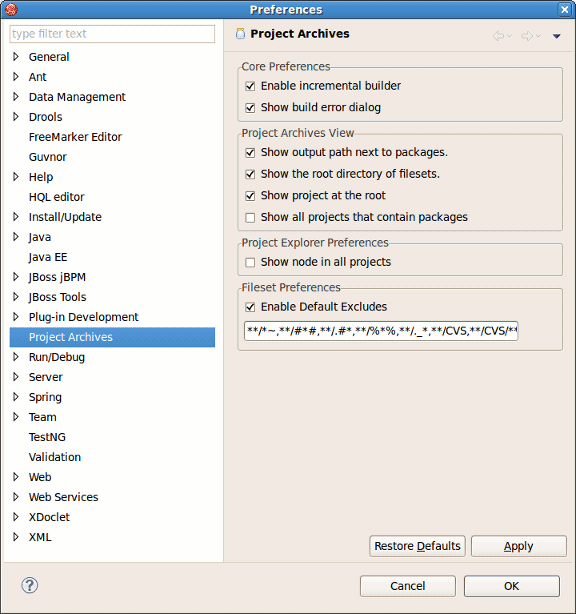 Preferences
type filter text
General
Ant
Data Management
Drools
FreeMarker Editor
Guvnor
Help
HQL editor
Install/Update
Java
Java EE
JBoss jBPM
JBoss Tools
Plug-in Development
Project Archives
Run/Debug
Server
Spring
Team
TestNG
Validation
Web
Web Services
XDoclet
XML
Project Archives
Core Preferences
Enable incremental builder
Show build error dialog
Project Archives View
Show output path next to packages.
Show the root directory of filesets.
Show project at the root
Show all projects that contain packages
Project Explorer Preferences
Show node in all projects
Fileset Preferences
Enable Default Excludes
**/*~,**/#*#,**/.#*,**/%*%,**/._*,**/CVS,**/CVS/**
Restore Defaults
Apply
?
Cancel
OK